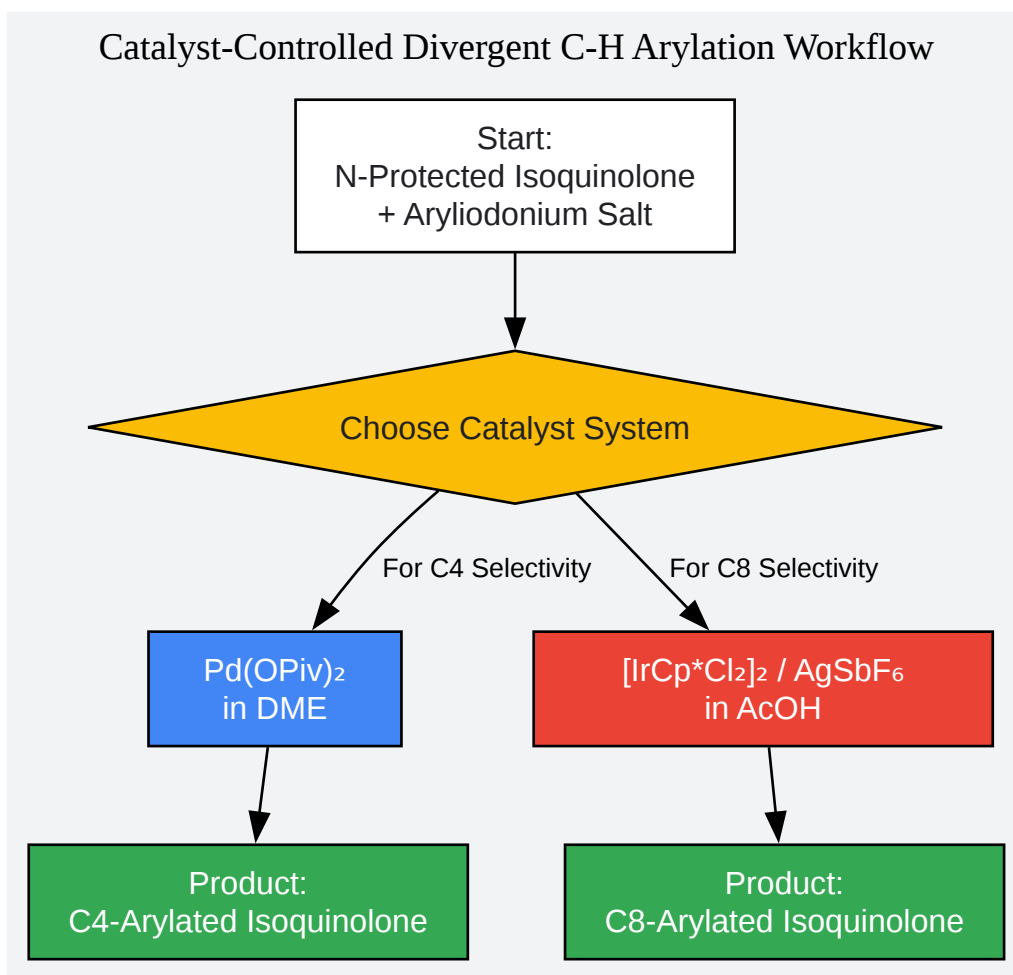 Catalyst-Controlled Divergent C-H Arylation Workflow
Start:
N-Protected Isoquinolone
+ Aryliodonium Salt
Choose Catalyst System
For C4 Selectivity
For C8 Selectivity
Pd(OPiv)₂
in DME
[IrCp*Cl₂]₂ / AgSbF₆
in AcOH
Product:
C4-Arylated Isoquinolone
Product:
C8-Arylated Isoquinolone